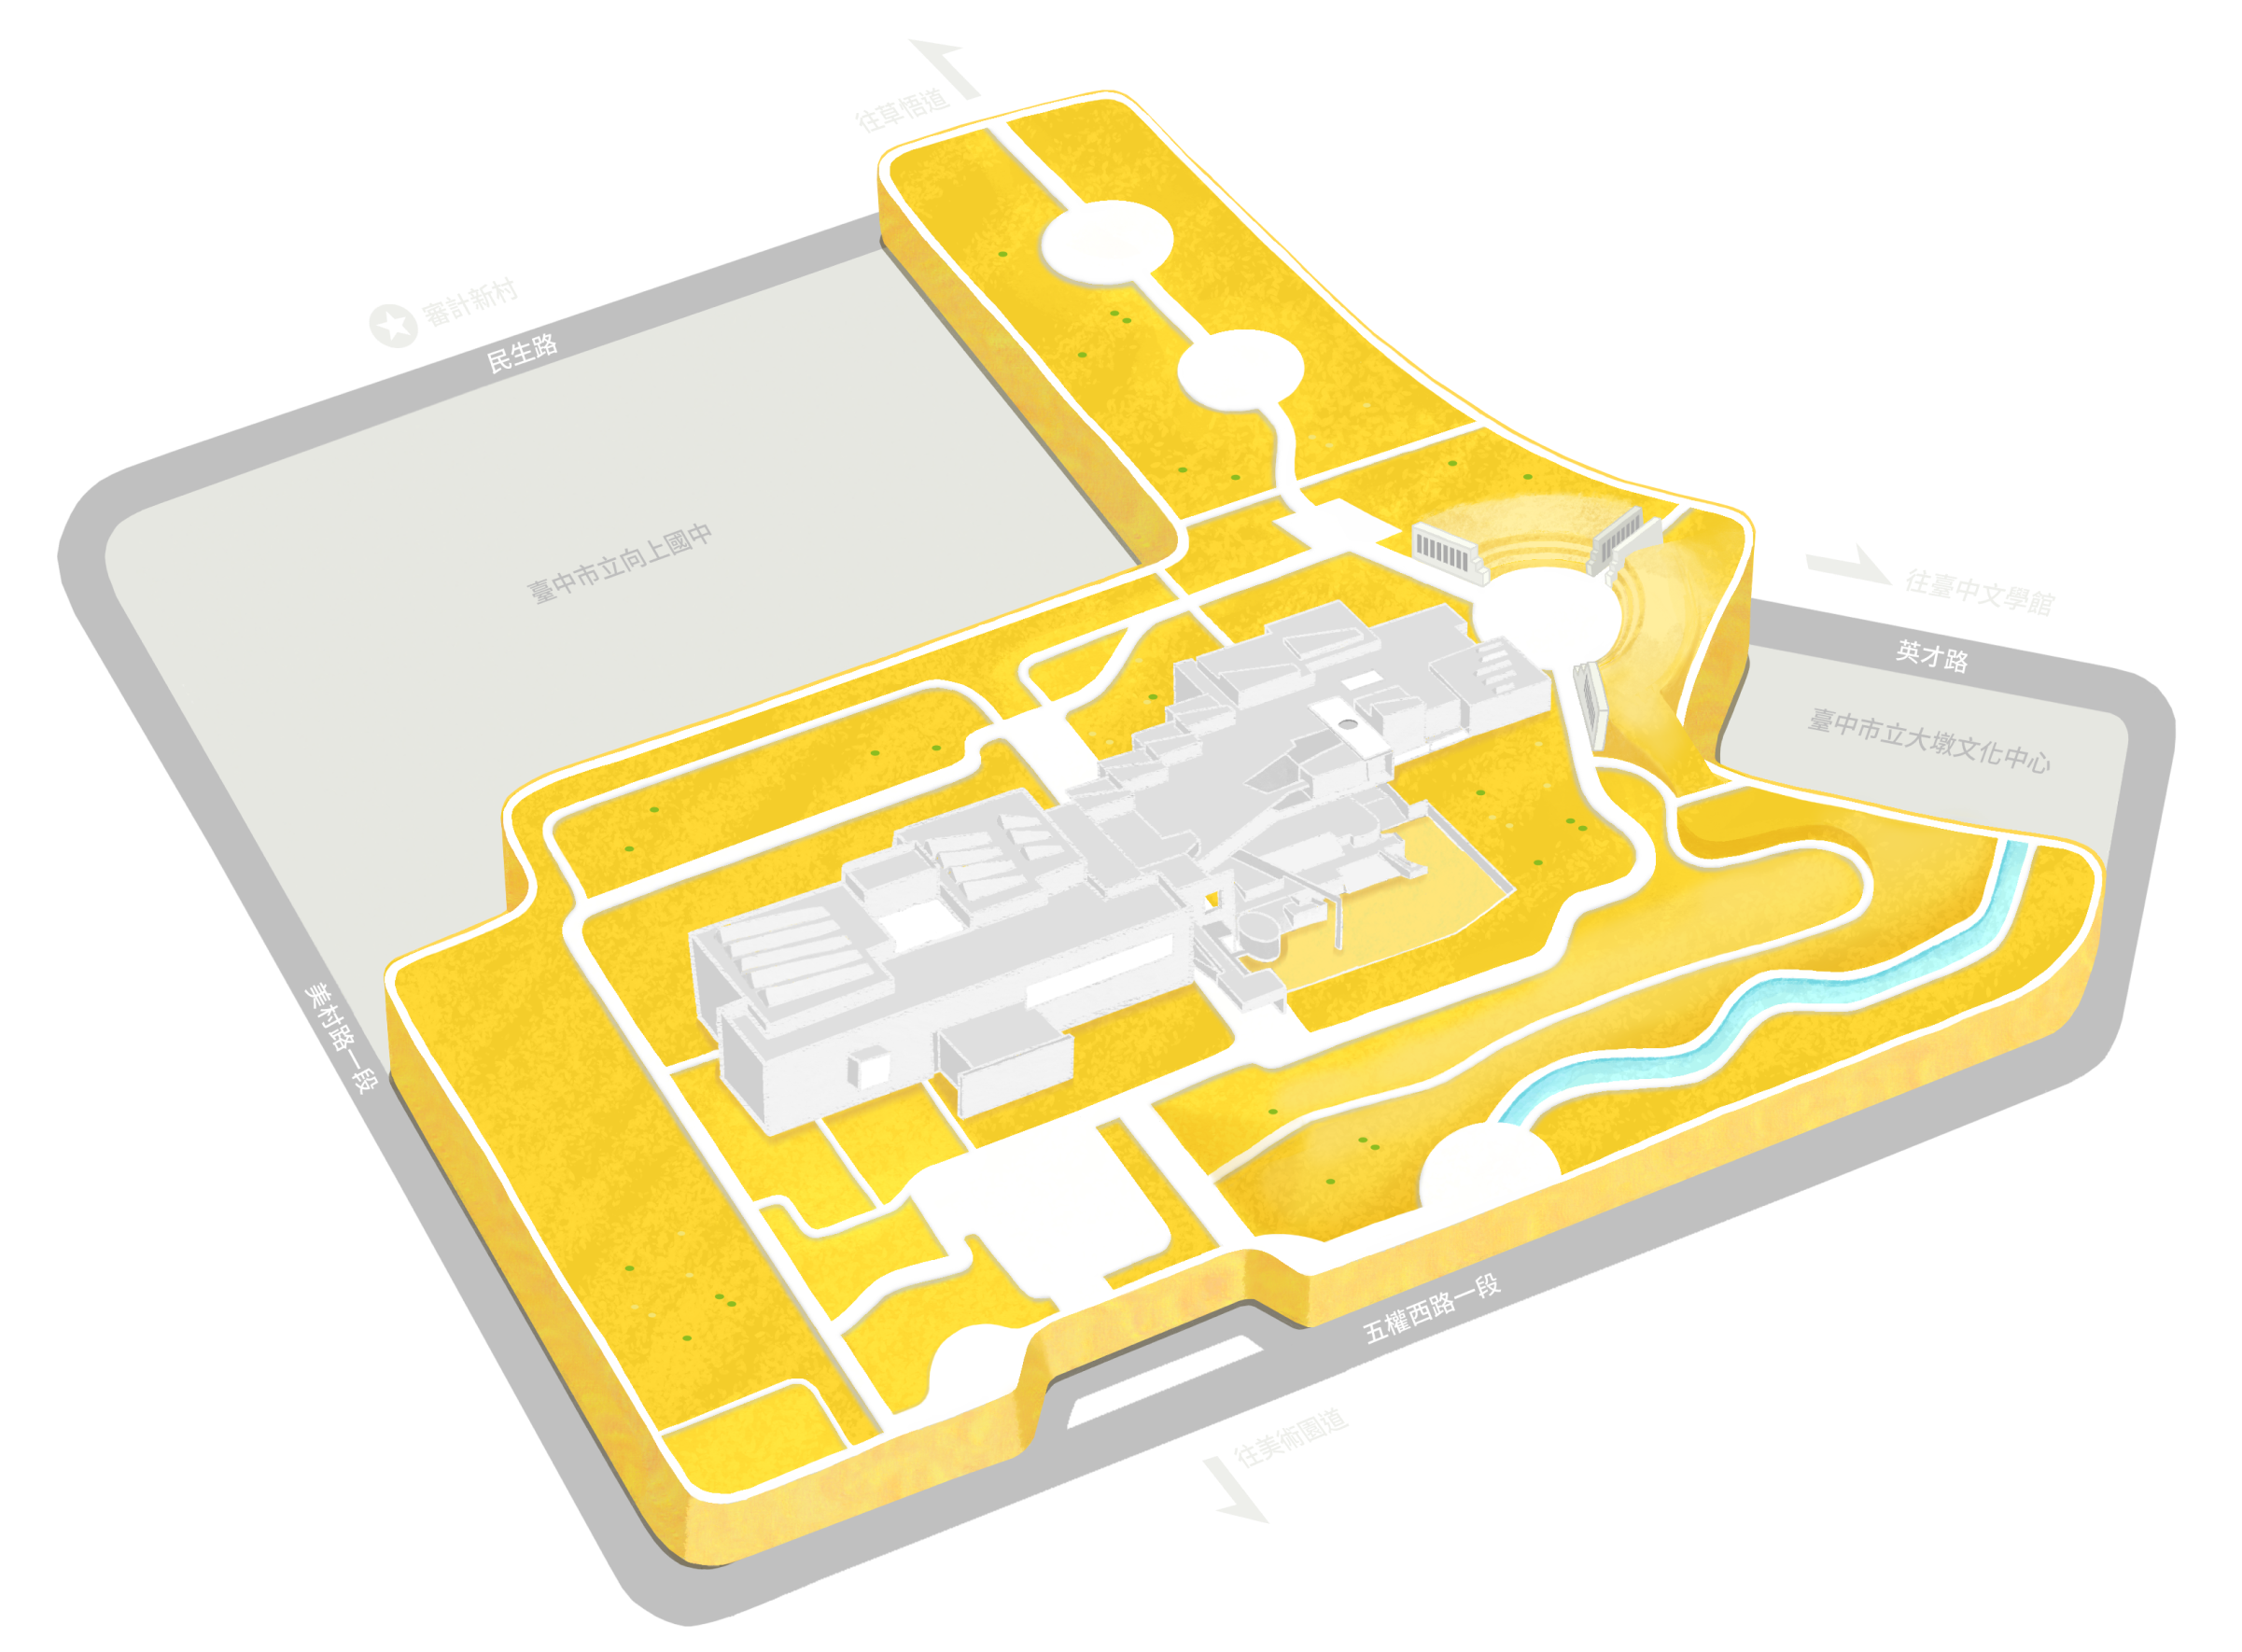 往草悟道
審計新村
民生路
臺中市立向上國中
往臺中文學館
英才路
臺中市立大墩文化中心
美村路一段
五權西路一段
往美術園道